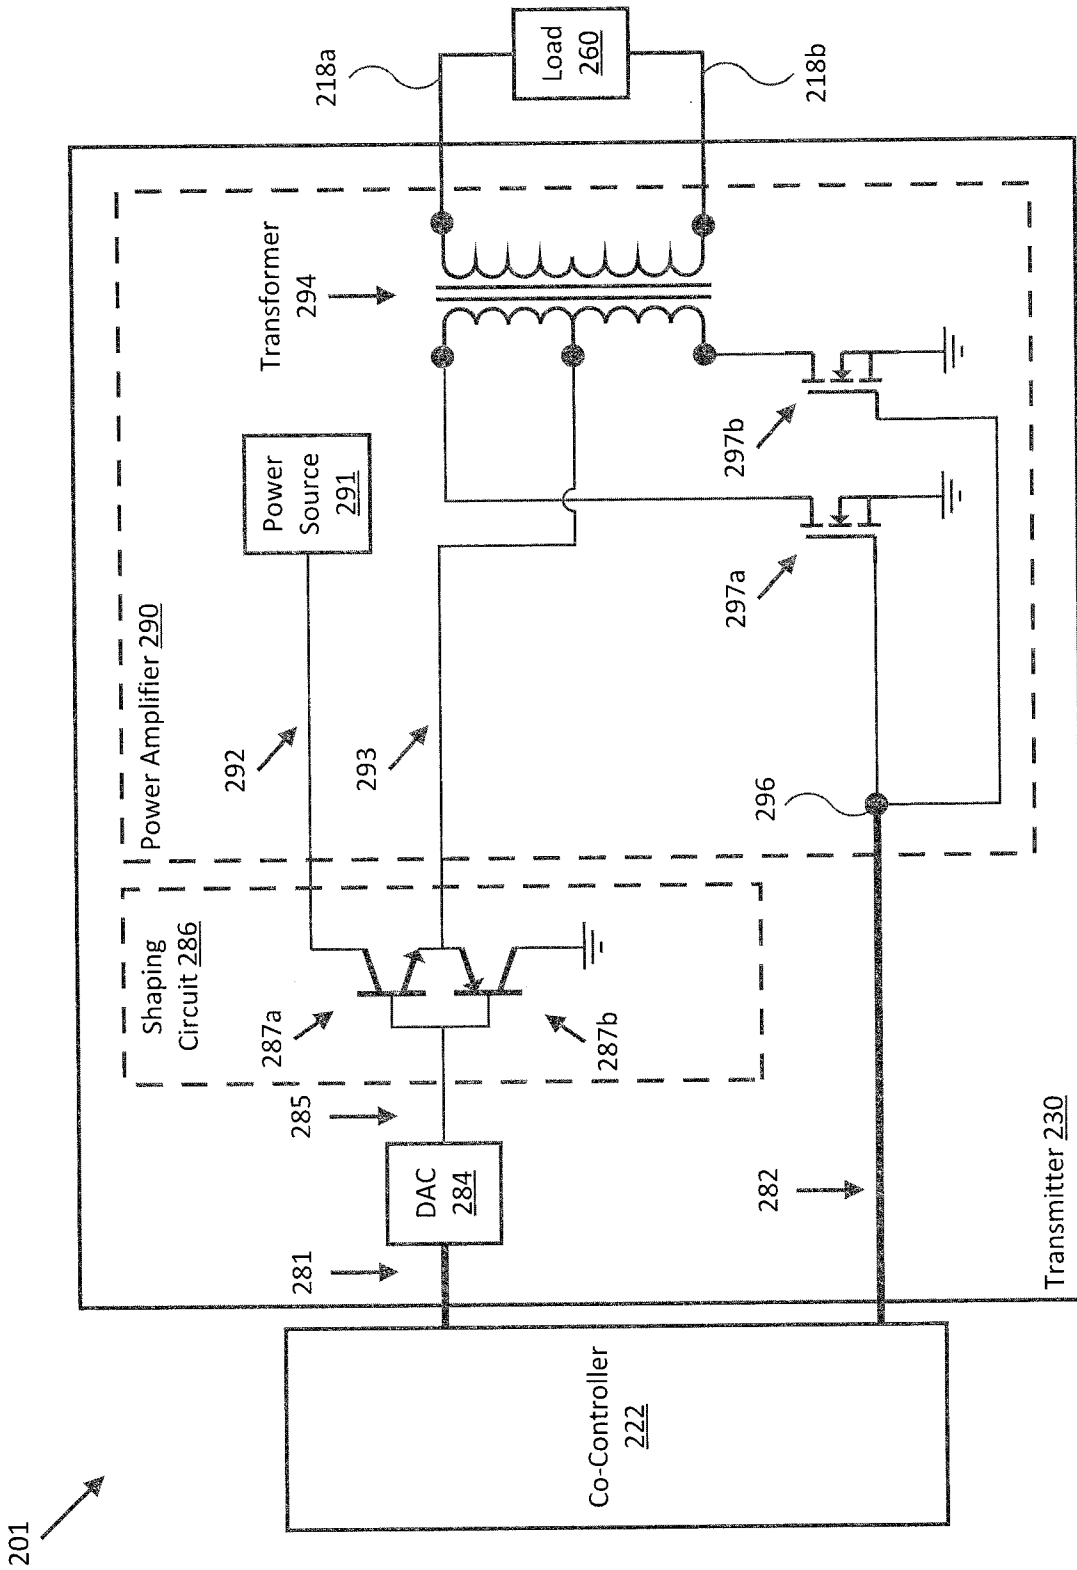 201
Co-Controller
222
281
282
Transmitter 230
DAC
284
285
Shaping
Circuit 286
287a
287b
Power Amplifier 290
292
293
296
Power
Source
291
297a
297b
Transformer
294
218a
218b
Load
260